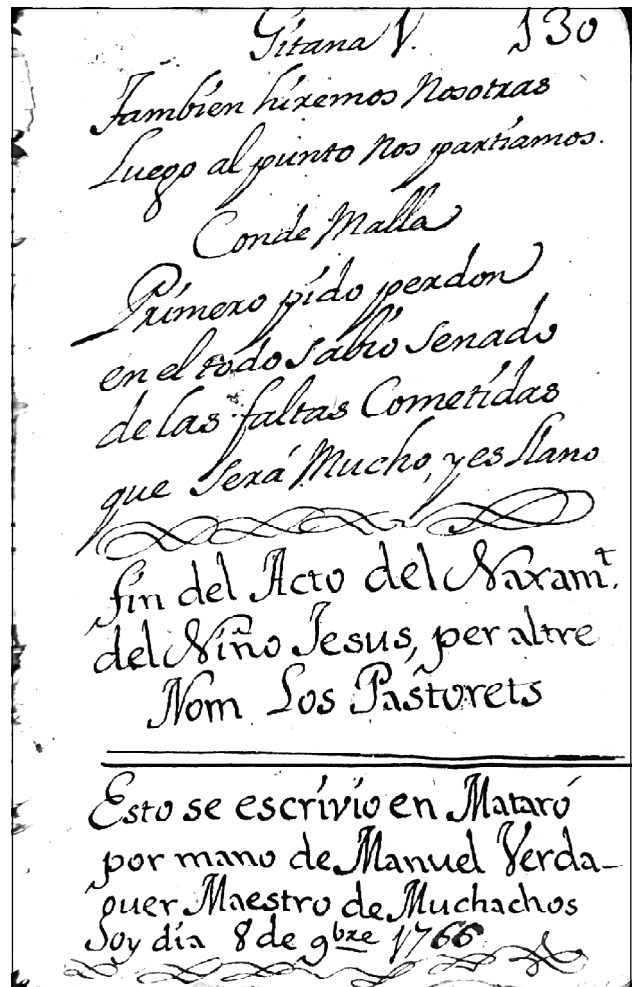 Gitana V. 130
Tambien hiremos Nosotras
Luego al punto nos partiamos.
Conde Malla
Primero pido perdon
en el todo sabio senado
de las faltas Cometidas
que será Mucho, y es llano
fin del Acto del Naxamt.
del Niño Jesus, per altre
Nom Los Pastorets
Esto se escrivio en Mataró
por mano de Manuel Verda-
guer Maestro de Muchachos
Soy dia 8 de 9bre 1766